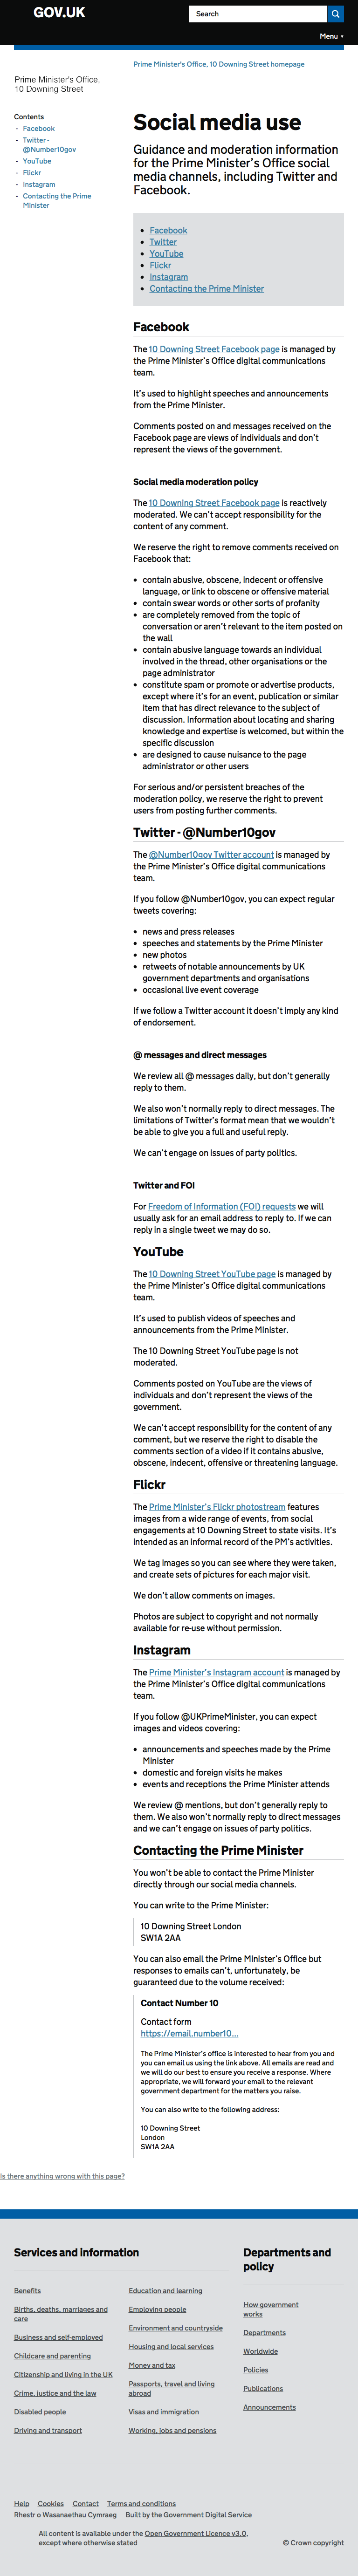 GOV.UK
Search
Menu
Prime Minister's Office, 10 Downing Street homepage
Prime Minister's Office,
10 Downing Street
Contents
- Facebook
- Twitter -
@Number10gov
- YouTube
- Flickr
- Instagram
- Contacting the Prime
Minister
Social media use
Guidance and moderation information
for the Prime Minister's Office social
media channels, including Twitter and
Facebook.
• Facebook
• Twitter
• YouTube
• Flickr
• Instagram
• Contacting the Prime Minister
Facebook
The 10 Downing Street Facebook page is managed by
the Prime Minister's Office digital communications
team.
It's used to highlight speeches and announcements
from the Prime Minister.
Comments posted on and messages received on the
Facebook page are views of individuals and don't
represent the views of the government.
Social media moderation policy
The 10 Downing Street Facebook page is reactively
moderated. We can't accept responsibility for the
content of any comment.
We reserve the right to remove comments received on
Facebook that:
• contain abusive, obscene, indecent or offensive
language, or link to obscene or offensive material
• contain swear words or other sorts of profanity
• are completely removed from the topic of
conversation or aren't relevant to the item posted on
the wall
• contain abusive language towards an individual
involved in the thread, other organisations or the
page administrator
• constitute spam or promote or advertise products,
except where it's for an event, publication or similar
item that has direct relevance to the subject of
discussion. Information about locating and sharing
knowledge and expertise is welcomed, but within the
specific discussion
• are designed to cause nuisance to the page
administrator or other users
For serious and/or persistent breaches of the
moderation policy, we reserve the right to prevent
users from posting further comments.
Twitter - @Number10gov
The @Number10gov Twitter account is managed by
the Prime Minister's Office digital communications
team.
If you follow @Number10gov, you can expect regular
tweets covering:
• news and press releases
• speeches and statements by the Prime Minister
• new photos
• retweets of notable announcements by UK
government departments and organisations
• occasional live event coverage
If we follow a Twitter account it doesn't imply any kind
of endorsement.
@ messages and direct messages
We review all @ messages daily, but don't generally
reply to them.
We also won't normally reply to direct messages. The
limitations of Twitter's format mean that we wouldn't
be able to give you a full and useful reply.
We can't engage on issues of party politics.
Twitter and FOI
For Freedom of Information (FOI) requests we will
usually ask for an email address to reply to. If we can
reply in a single tweet we may do so.
YouTube
The 10 Downing Street YouTube page is managed by
the Prime Minister's Office digital communications
team.
It's used to publish videos of speeches and
announcements from the Prime Minister.
The 10 Downing Street YouTube page is not
moderated.
Comments posted on YouTube are the views of
individuals and don't represent the views of the
government.
We can't accept responsibility for the content of any
comment, but we reserve the right to disable the
comments section of a video if it contains abusive,
obscene, indecent, offensive or threatening language.
Flickr
The Prime Minister's Flickr photostream features
images from a wide range of events, from social
engagements at 10 Downing Street to state visits. It's
intended as an informal record of the PM's activities.
We tag images so you can see where they were taken,
and create sets of pictures for each major visit.
We don't allow comments on images.
Photos are subject to copyright and not normally
available for re-use without permission.
Instagram
The Prime Minister's Instagram account is managed by
the Prime Minister's Office digital communications
team.
If you follow @UKPrimeMinister, you can expect
images and videos covering:
• announcements and speeches made by the Prime
Minister
• domestic and foreign visits he makes
• events and receptions the Prime Minister attends
We review @ mentions, but don't generally reply to
them. We also won't normally reply to direct messages
and we can't engage on issues of party politics.
Contacting the Prime Minister
You won't be able to contact the Prime Minister
directly through our social media channels.
You can write to the Prime Minister:
10 Downing Street London
SW1A 2AA
You can also email the Prime Minister's Office but
responses to emails can't, unfortunately, be
guaranteed due to the volume received:
Contact Number 10
Contact form
https://email.number10...
The Prime Minister's office is interested to hear from you and
you can email us using the link above. All emails are read and
we will do our best to ensure you receive a response. Where
appropriate, we will forward your email to the relevant
government department for the matters you raise.
You can also write to the following address:
10 Downing Street
London
SW1A 2AA
Is there anything wrong with this page?
Services and information
Benefits
Births, deaths, marriages and
care
Business and self-employed
Childcare and parenting
Citizenship and living in the UK
Crime, justice and the law
Disabled people
Driving and transport
Education and learning
Employing people
Environment and countryside
Housing and local services
Money and tax
Passports, travel and living
abroad
Visas and immigration
Working, jobs and pensions
Departments and
policy
How government
works
Departments
Worldwide
Policies
Publications
Announcements
Help Cookies Contact Terms and conditions
Rhestr o Wasanaethau Cymraeg Built by the Government Digital Service
All content is available under the Open Government Licence v3.0,
except where otherwise stated
© Crown copyright